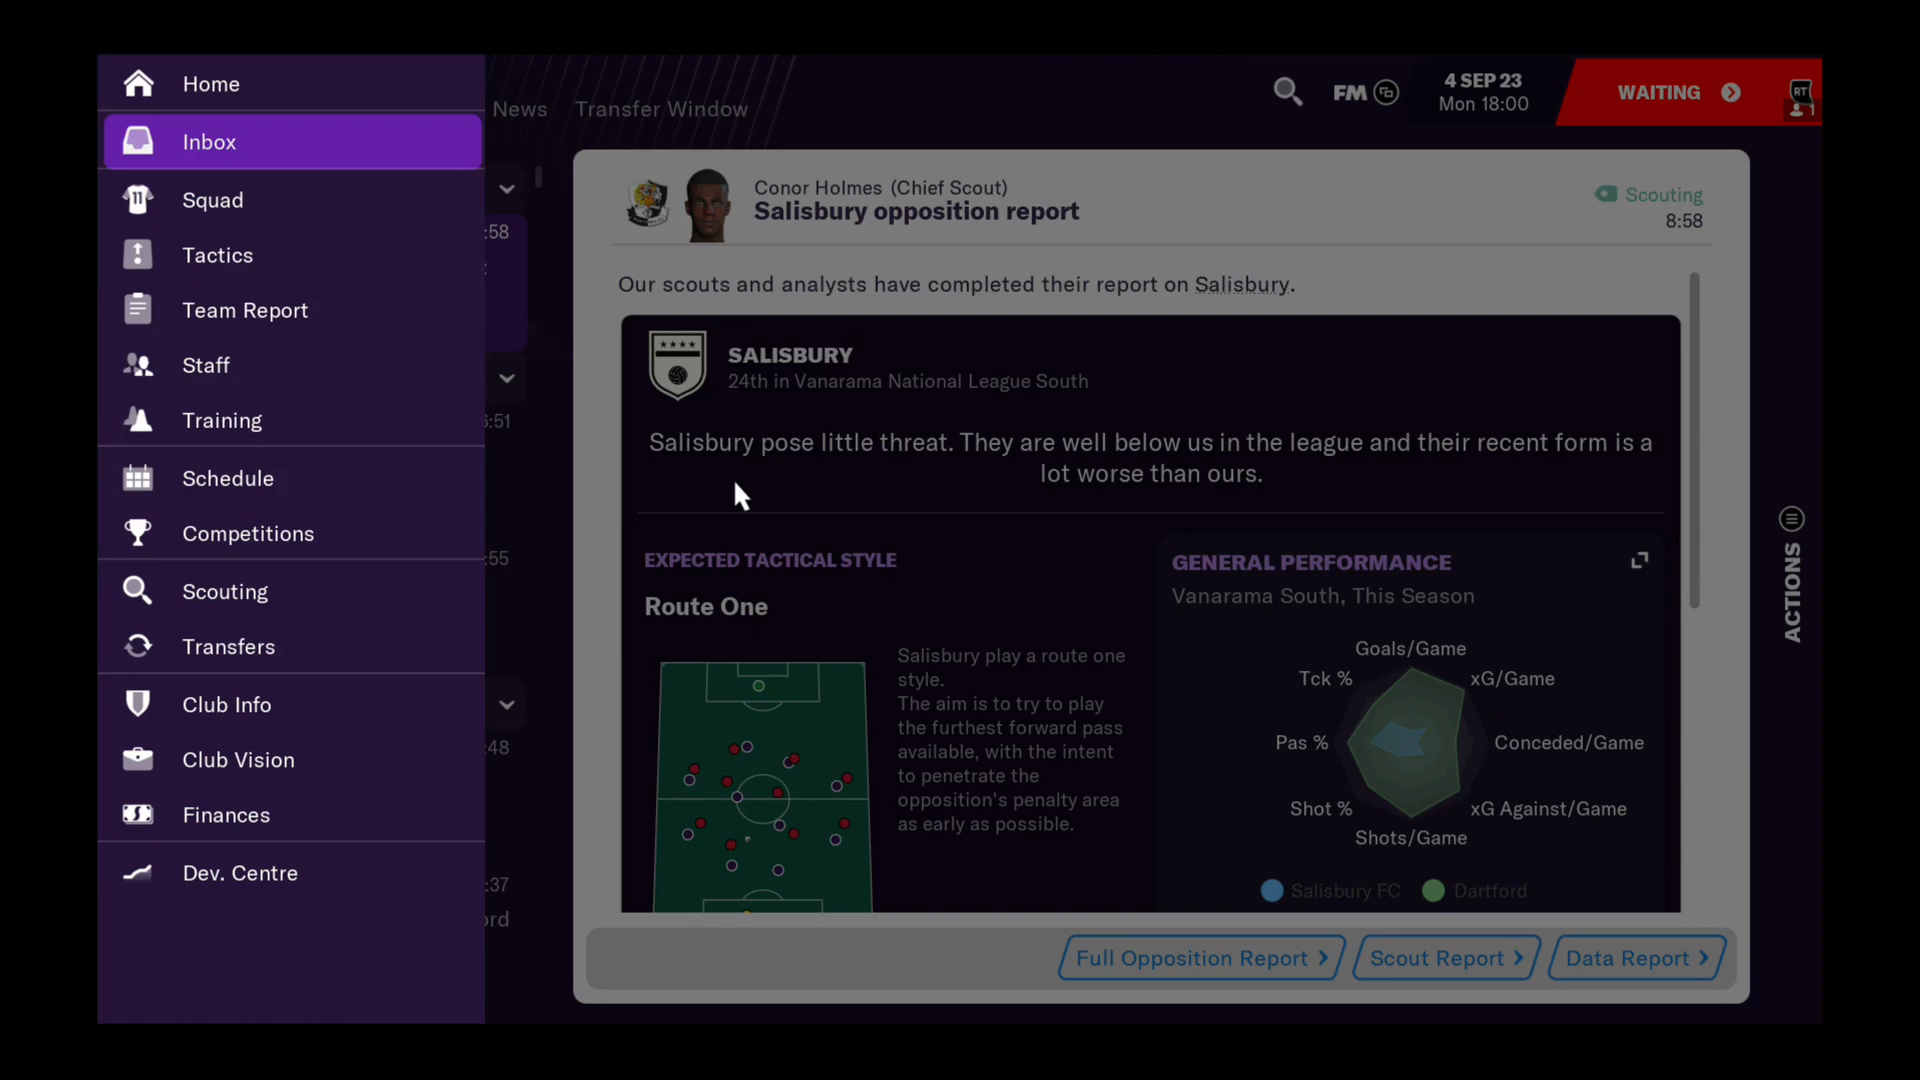 Home
Inbox
Squad
Tactics
Team Report
Staff
Training
Schedule
Competitions
Scouting
Transfers
Club Info
Club Vision
Finances
Dev. Centre
News
Transfer Window
FM
4 SEP 23
Mon 18:00
WAITING
RT
1
:58
:55
:48
:37
ord
Conor Holmes (Chief Scout)
Salisbury opposition report
Scouting
8:58
Our scouts and analysts have completed their report on Salisbury.
SALISBURY
24th in Vanarama National League South
Salisbury pose little threat. They are well below us in the league and their recent form is a
lot worse than ours.
EXPECTED TACTICAL STYLE
Route One
Salisbury play a route one
style.
The aim is to try to play
the furthest forward pass
available, with the intent
to penetrate the
opposition's penalty area
as early as possible.
GENERAL PERFORMANCE
Vanarama South, This Season
Goals/Game
Tck %
xG/Game
Pas %
Conceded/Game
Shot %
xG Against/Game
Shots/Game
Salisbury FC
Dartford
Full Opposition Report
Scout Report
Data Report
ACTIONS